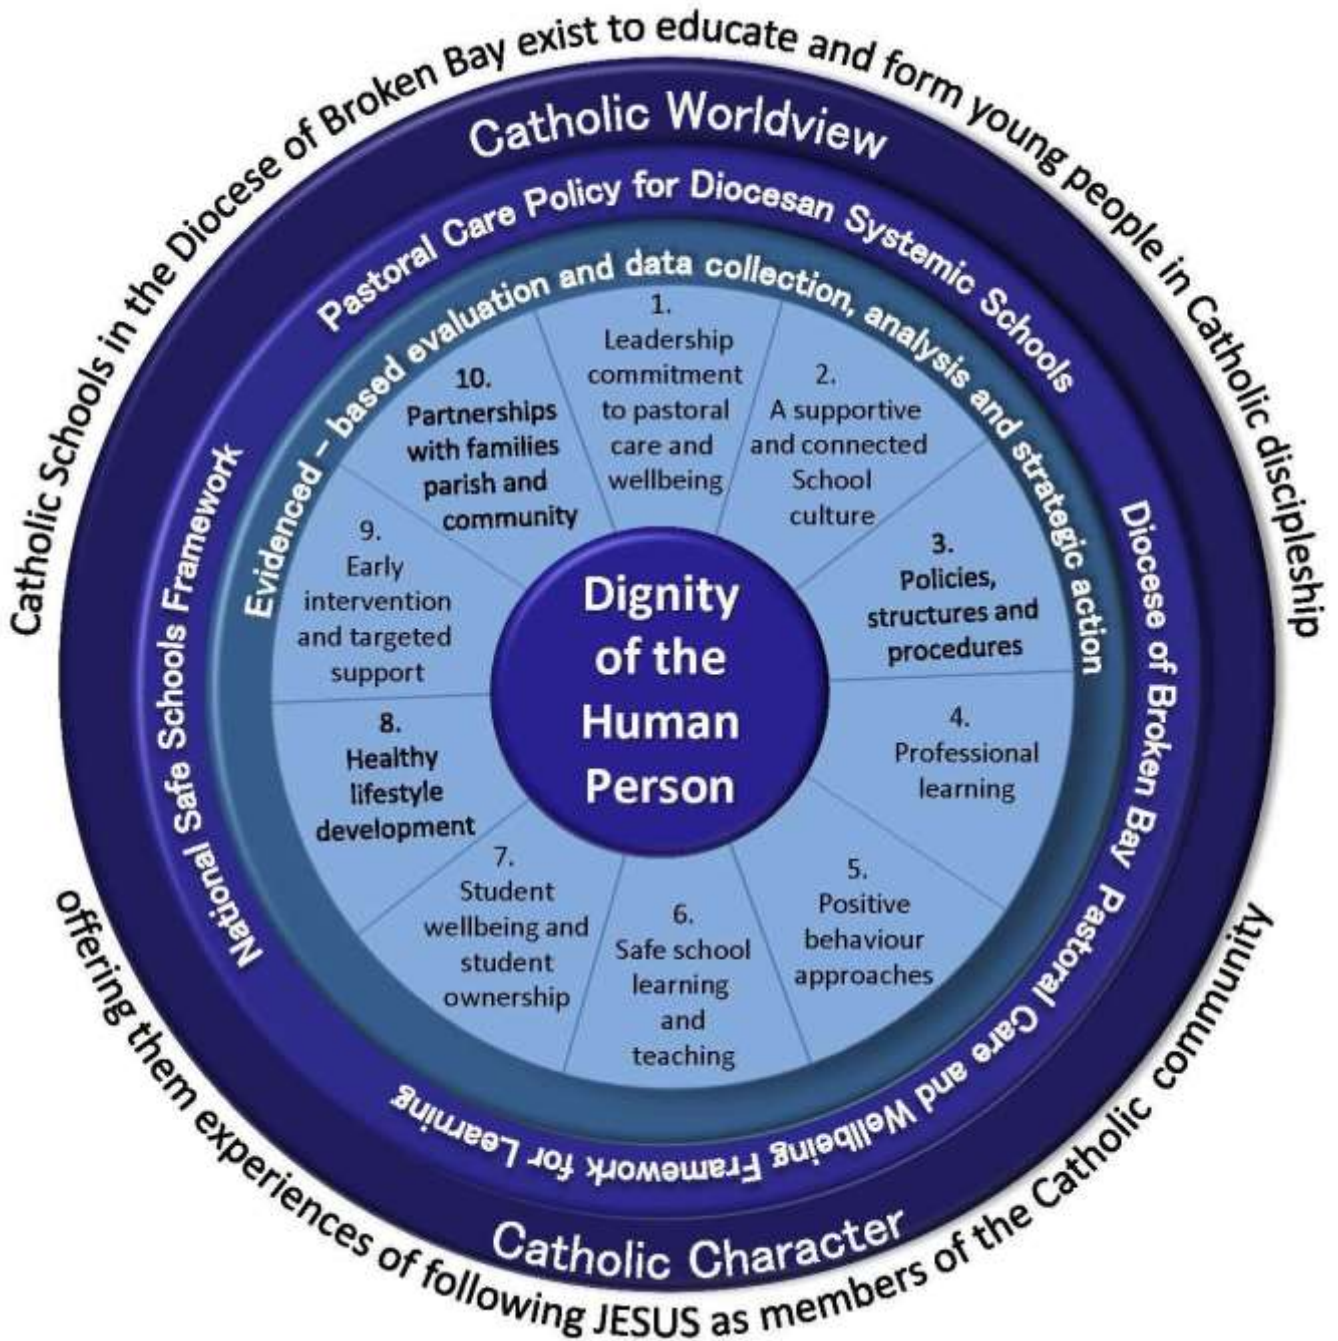 Catholic Schools in the Diocese of Broken Bay exist to educate and form young people in Catholic discipleship
offering them experiences of following JESUS as members of the Catholic community
Catholic Worldview
Catholic Character
Pastoral Care Policy for Diocesan Systemic Schools
Diocese of Broken Bay Pastoral Care and Wellbeing Framework for Learning
National Safe Schools Framework
Evidenced – based evaluation and data collection, analysis and strategic action
1.
Leadership
commitment
to pastoral
care and
wellbeing
2.
A supportive
and connected
School
culture
3.
Policies,
structures and
procedures
4.
Professional
learning
5.
Positive
behaviour
approaches
6.
Safe school
learning
and
teaching
7.
Student
wellbeing and
student
ownership
8.
Healthy
lifestyle
development
9.
Early
intervention
and targeted
support
10.
Partnerships
with families
parish and
community
Dignity
of the
Human
Person